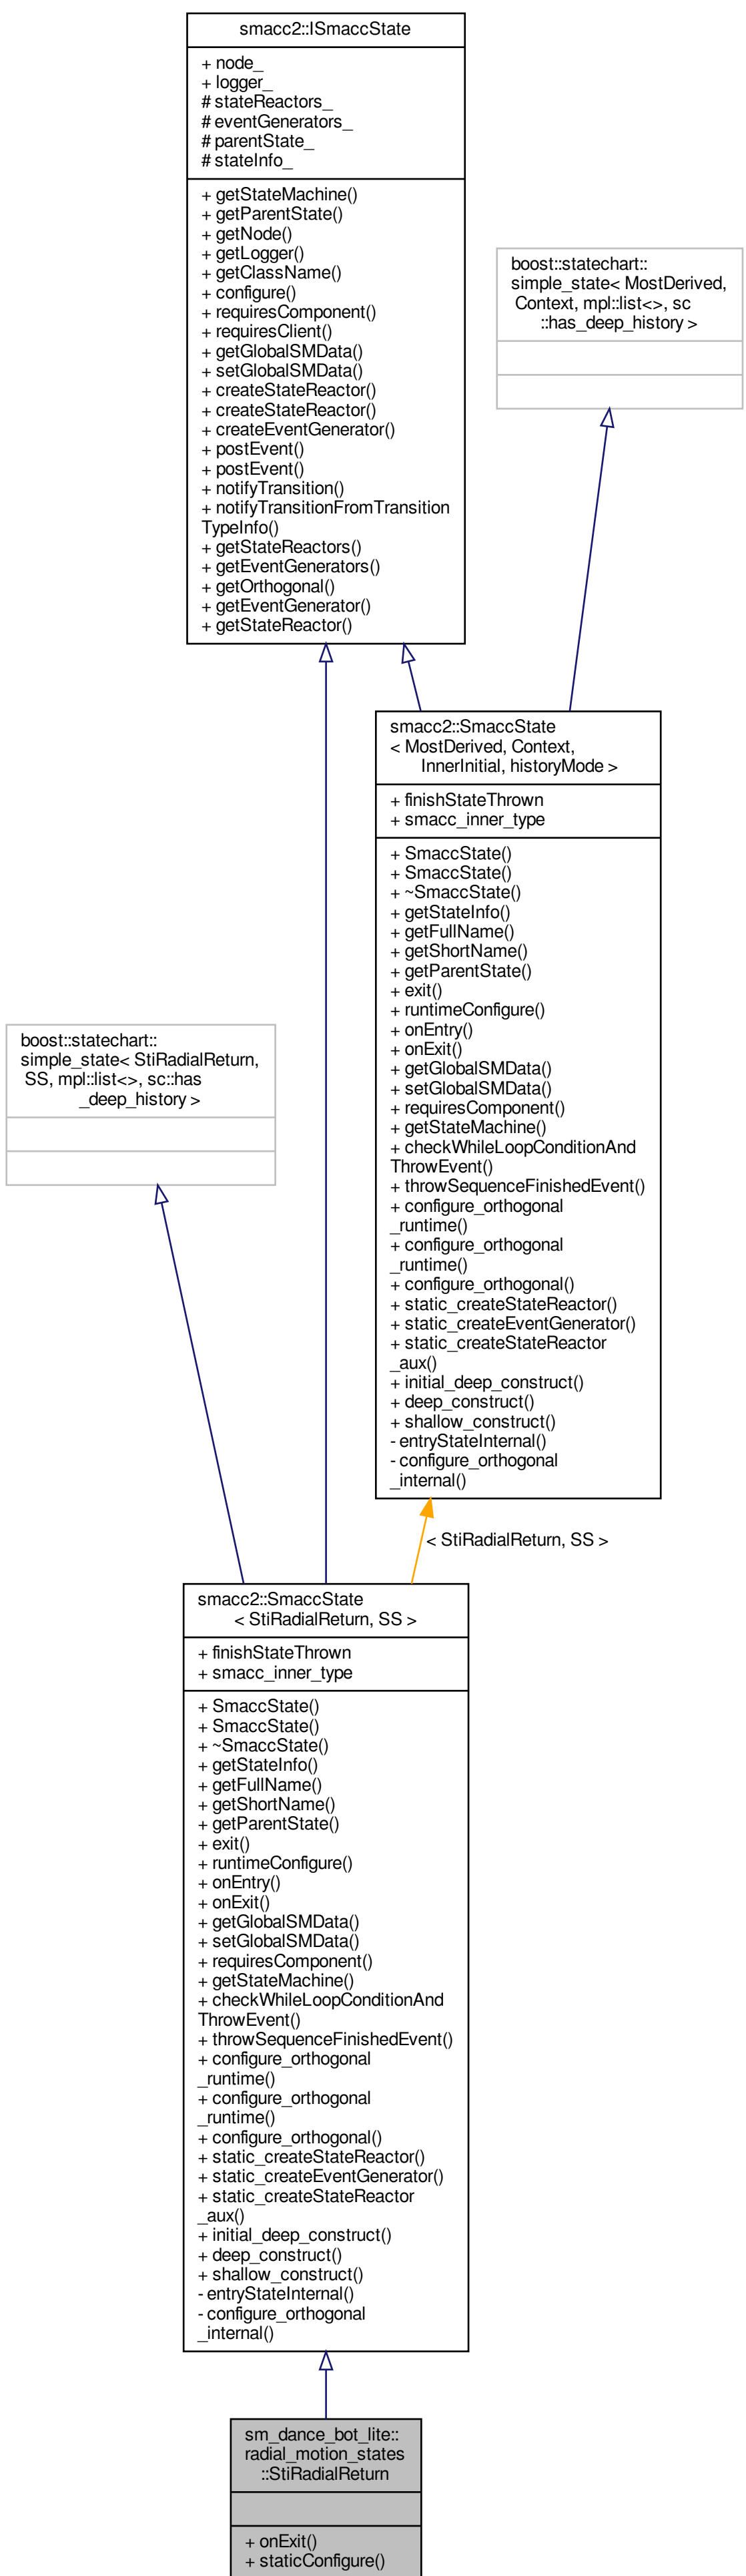 smacc2::ISmaccState
+ node_
+ logger_
# stateReactors_
# eventGenerators_
# parentState_
# stateInfo_
+ getStateMachine()
+ getParentState()
+ getNode()
+ getLogger()
+ getClassName()
+ configure()
+ requiresComponent()
+ requiresClient()
+ getGlobalSMData()
+ setGlobalSMData()
+ createStateReactor()
+ createStateReactor()
+ createEventGenerator()
+ postEvent()
+ postEvent()
+ notifyTransition()
+ notifyTransitionFromTransition
TypeInfo()
+ getStateReactors()
+ getEventGenerators()
+ getOrthogonal()
+ getEventGenerator()
+ getStateReactor()
boost::statechart::
simple_state< MostDerived,
Context, mpl::list<>, sc
::has_deep_history >
smacc2::SmaccState
< MostDerived, Context,
InnerInitial, historyMode >
+ finishStateThrown
+ smacc_inner_type
+ SmaccState()
+ SmaccState()
+ ~SmaccState()
+ getStateInfo()
+ getFullName()
+ getShortName()
+ getParentState()
+ exit()
+ runtimeConfigure()
+ onEntry()
+ onExit()
+ getGlobalSMData()
+ setGlobalSMData()
+ requiresComponent()
+ getStateMachine()
+ checkWhileLoopConditionAnd
ThrowEvent()
+ throwSequenceFinishedEvent()
+ configure_orthogonal
_runtime()
+ configure_orthogonal
_runtime()
+ configure_orthogonal()
+ static_createStateReactor()
+ static_createEventGenerator()
+ static_createStateReactor
_aux()
+ initial_deep_construct()
+ deep_construct()
+ shallow_construct()
- entryStateInternal()
- configure_orthogonal
_internal()
boost::statechart::
simple_state< StiRadialReturn,
SS, mpl::list<>, sc::has
_deep_history >
< StiRadialReturn, SS >
smacc2::SmaccState
< StiRadialReturn, SS >
+ finishStateThrown
+ smacc_inner_type
+ SmaccState()
+ SmaccState()
+ ~SmaccState()
+ getStateInfo()
+ getFullName()
+ getShortName()
+ getParentState()
+ exit()
+ runtimeConfigure()
+ onEntry()
+ onExit()
+ getGlobalSMData()
+ setGlobalSMData()
+ requiresComponent()
+ getStateMachine()
+ checkWhileLoopConditionAnd
ThrowEvent()
+ throwSequenceFinishedEvent()
+ configure_orthogonal
_runtime()
+ configure_orthogonal
_runtime()
+ configure_orthogonal()
+ static_createStateReactor()
+ static_createEventGenerator()
+ static_createStateReactor
_aux()
+ initial_deep_construct()
+ deep_construct()
+ shallow_construct()
- entryStateInternal()
- configure_orthogonal
_internal()
sm_dance_bot_lite::
radial_motion_states
::StiRadialReturn
+ onExit()
+ staticConfigure()